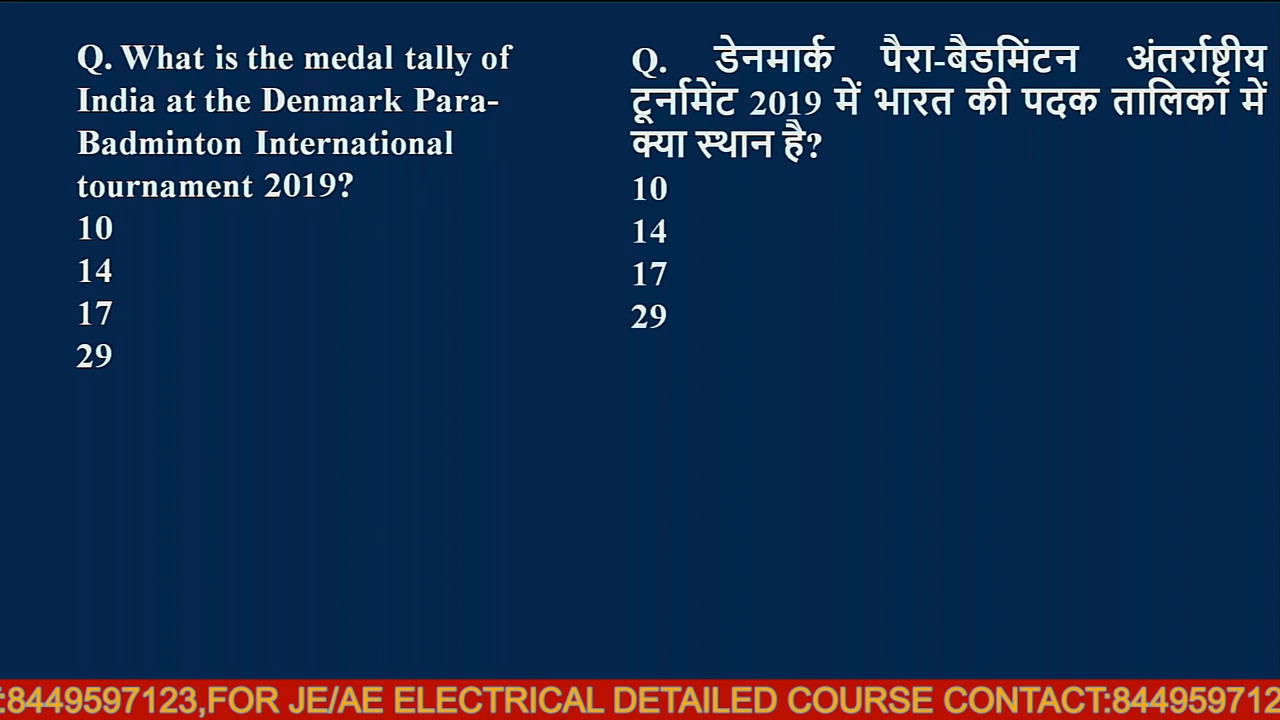 Q. What is the medal tally of
India at the Denmark Para-
Badminton International
tournament 2019?
10
14
17
29
Q. डेनमार्क पैरा-बैडमिंटन अंतर्राष्ट्रीय
टूर्नामेंट 2019 में भारत की पदक तालिका में
क्या स्थान है?
10
14
17
29
:8449597123,FOR JE/AE ELECTRICAL DETAILED COURSE CONTACT:844959712